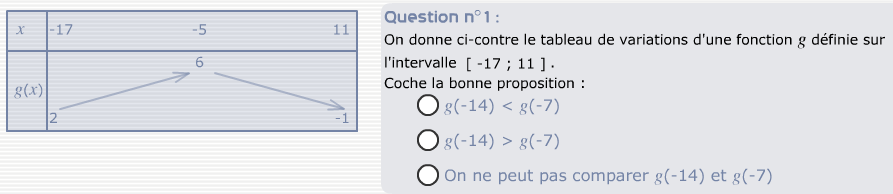 x -17 -5 11
6
g(x)
2 -1
Question n°1 :
On donne ci-contre le tableau de variations d'une fonction g définie sur
l'intervalle [ -17 ; 11 ] .
Coche la bonne proposition :
g(-14) < g(-7)
g(-14) > g(-7)
On ne peut pas comparer g(-14) et g(-7)